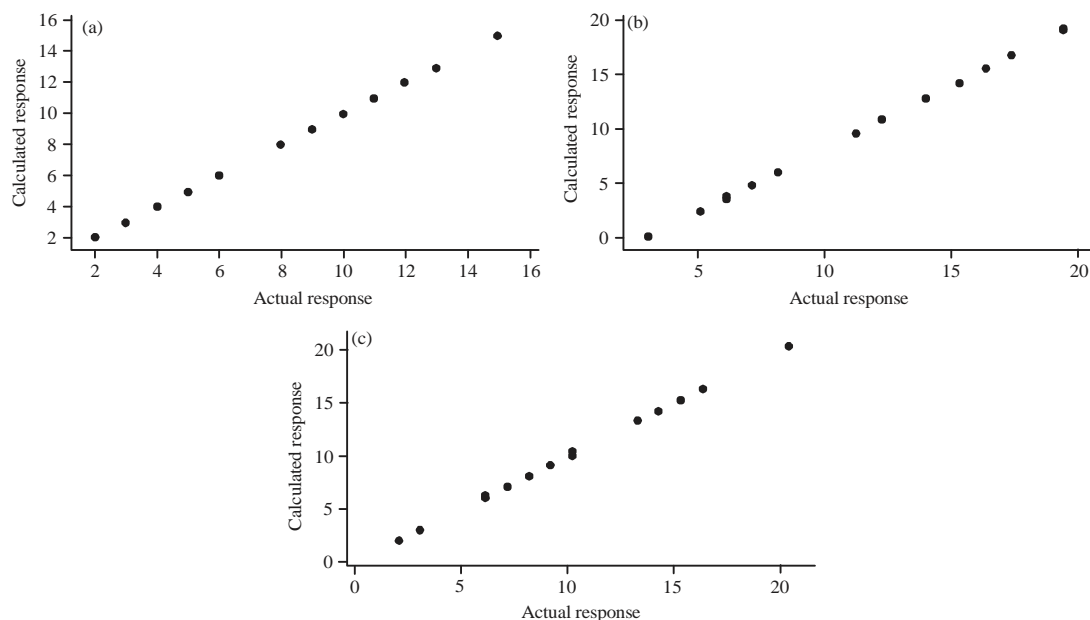 (a)
16
14
12
10
8
6
4
2
Calculated response
2 4 6 8 10 12 14 16
Actual response
(b)
20
15
10
5
0
Calculated response
5 10 15 20
Actual response
(c)
20
15
10
5
0
Calculated response
0 5 10 15 20
Actual response